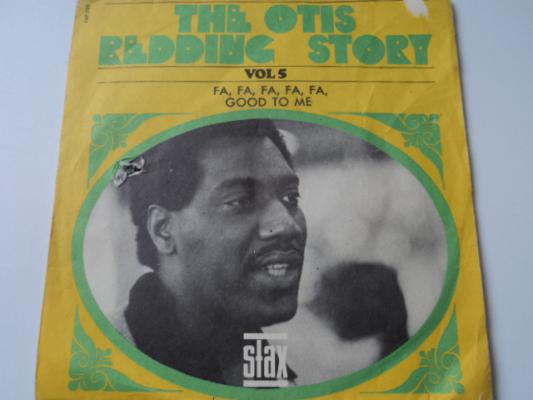 THE OTIS
REDDING STORY
VOL 5
FA, FA, FA, FA, FA,
GOOD TO ME
stax